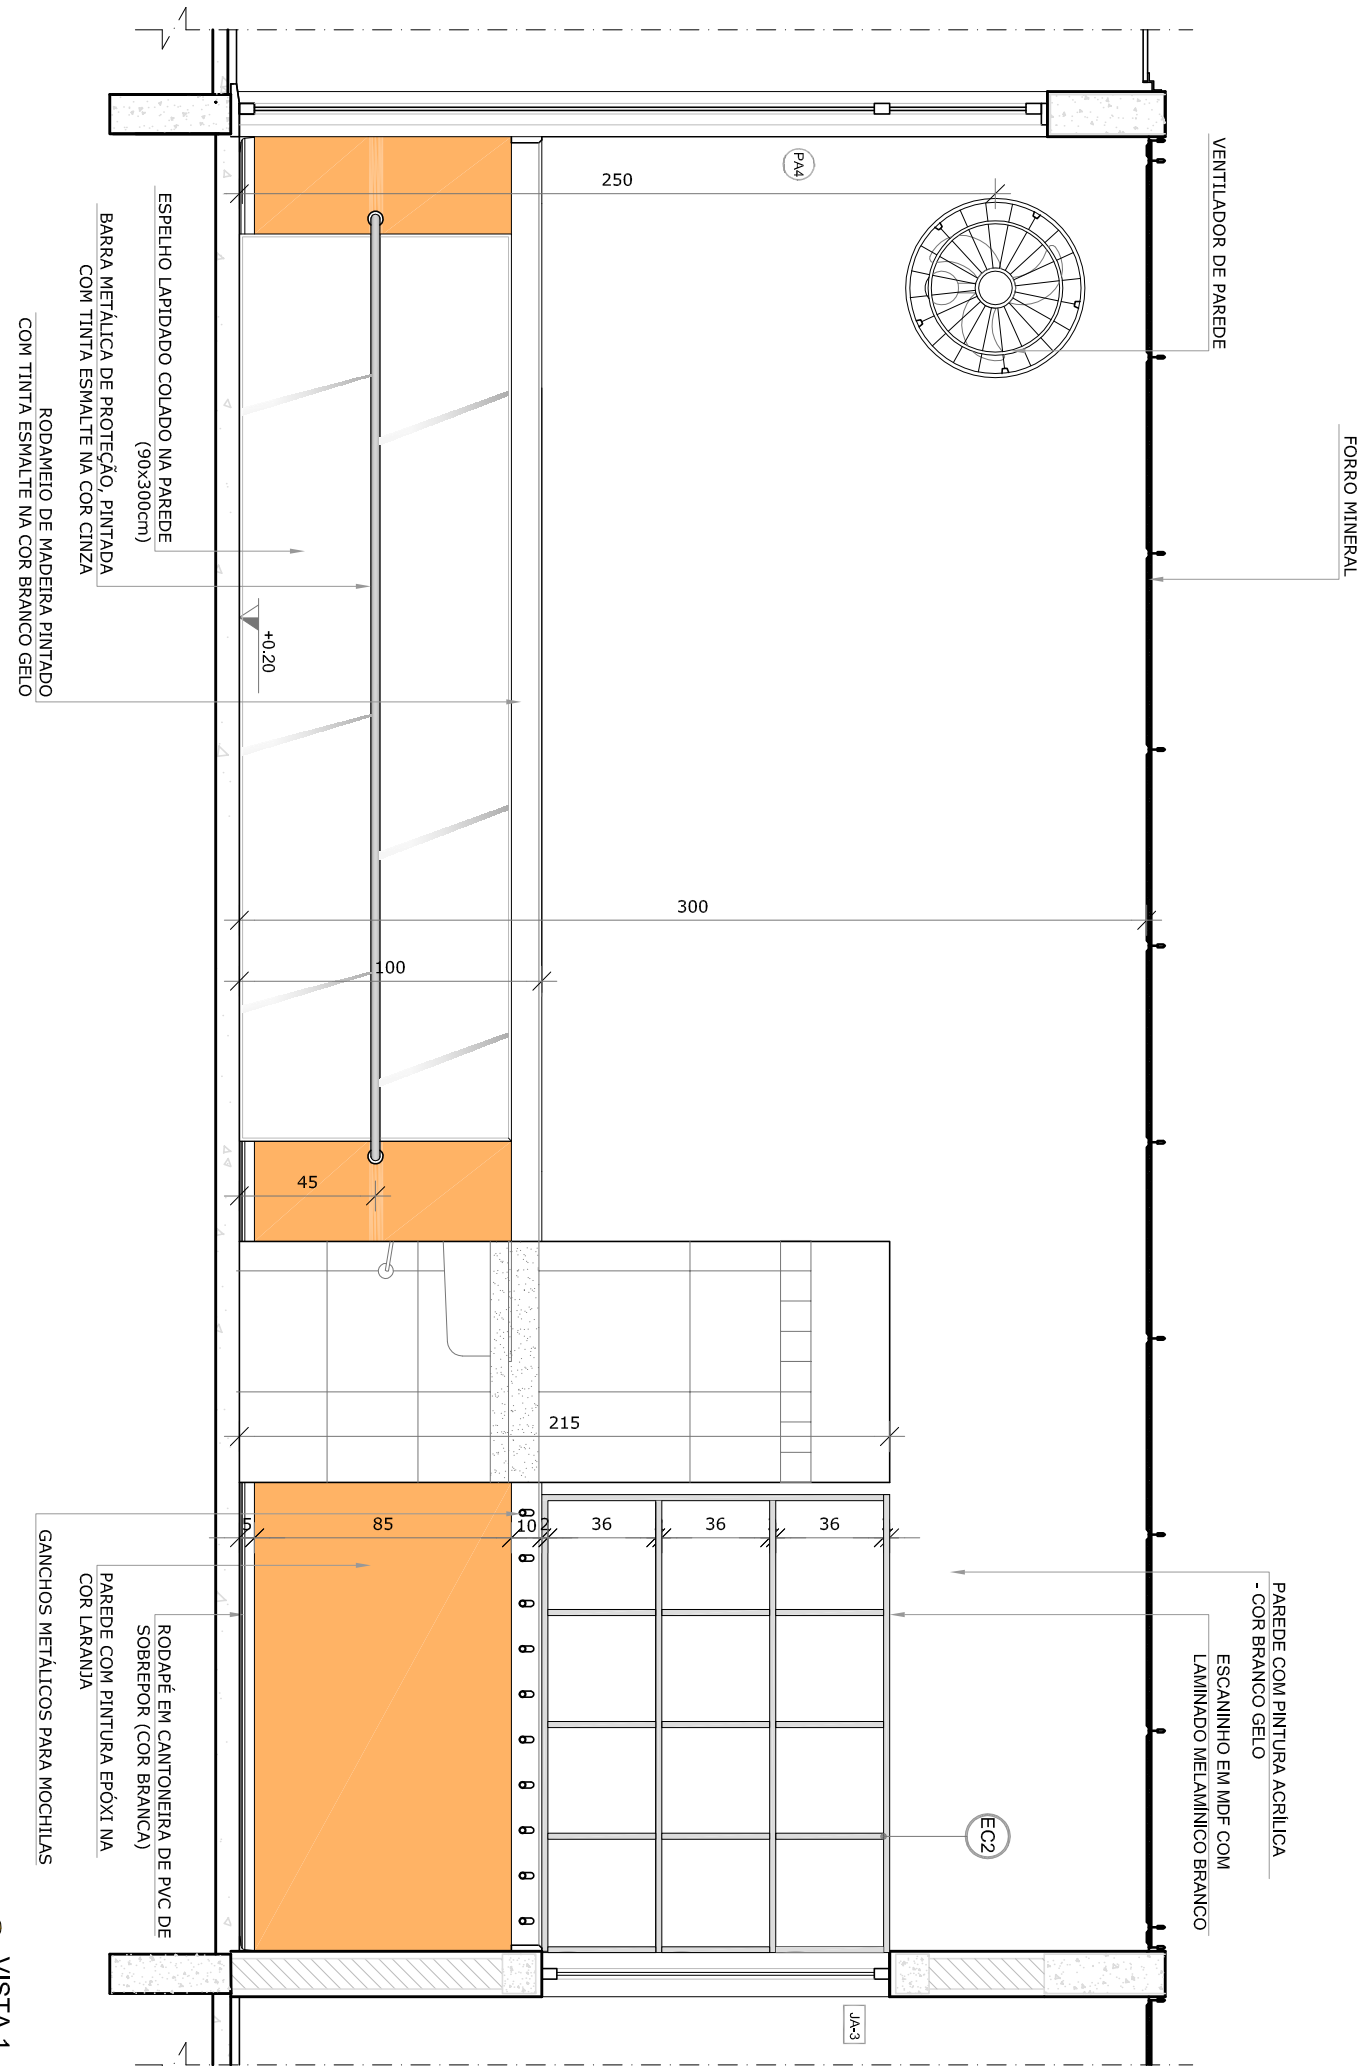 FORRO MINERAL
VENTILADOR DE PAREDE
PAREDE COM PINTURA ACRÍLICA
- COR BRANCO GELO
ESCANINHO EM MDF COM
LAMINADO MELAMÍNICO BRANCO
PA4
EC2
JA-3
250
300
100
45
215
5
85
10
2
36
36
36
+0.20
ESPELHO LAPIDADO COLADO NA PAREDE
(90x300cm)
BARRA METÁLICA DE PROTEÇÃO, PINTADA
COM TINTA ESMALTE NA COR CINZA
RODAMEIO DE MADEIRA PINTADO
COM TINTA ESMALTE NA COR BRANCO GELO
RODAPÉ EM CANTONEIRA DE PVC DE
SOBREPOR (COR BRANCA)
PAREDE COM PINTURA EPÓXI NA
COR LARANJA
GANCHOS METÁLICOS PARA MOCHILAS
VISTA 1